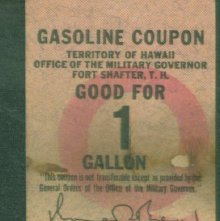 GASOLINE COUPON
TERRITORY OF HAWAII
OFFICE OF THE MILITARY GOVERNOR
FORT SHAFTER, T. H.
GOOD FOR
1
GALLON
This coupon is not transferable except as provided by the
General Orders of the Office of the Military Governor.